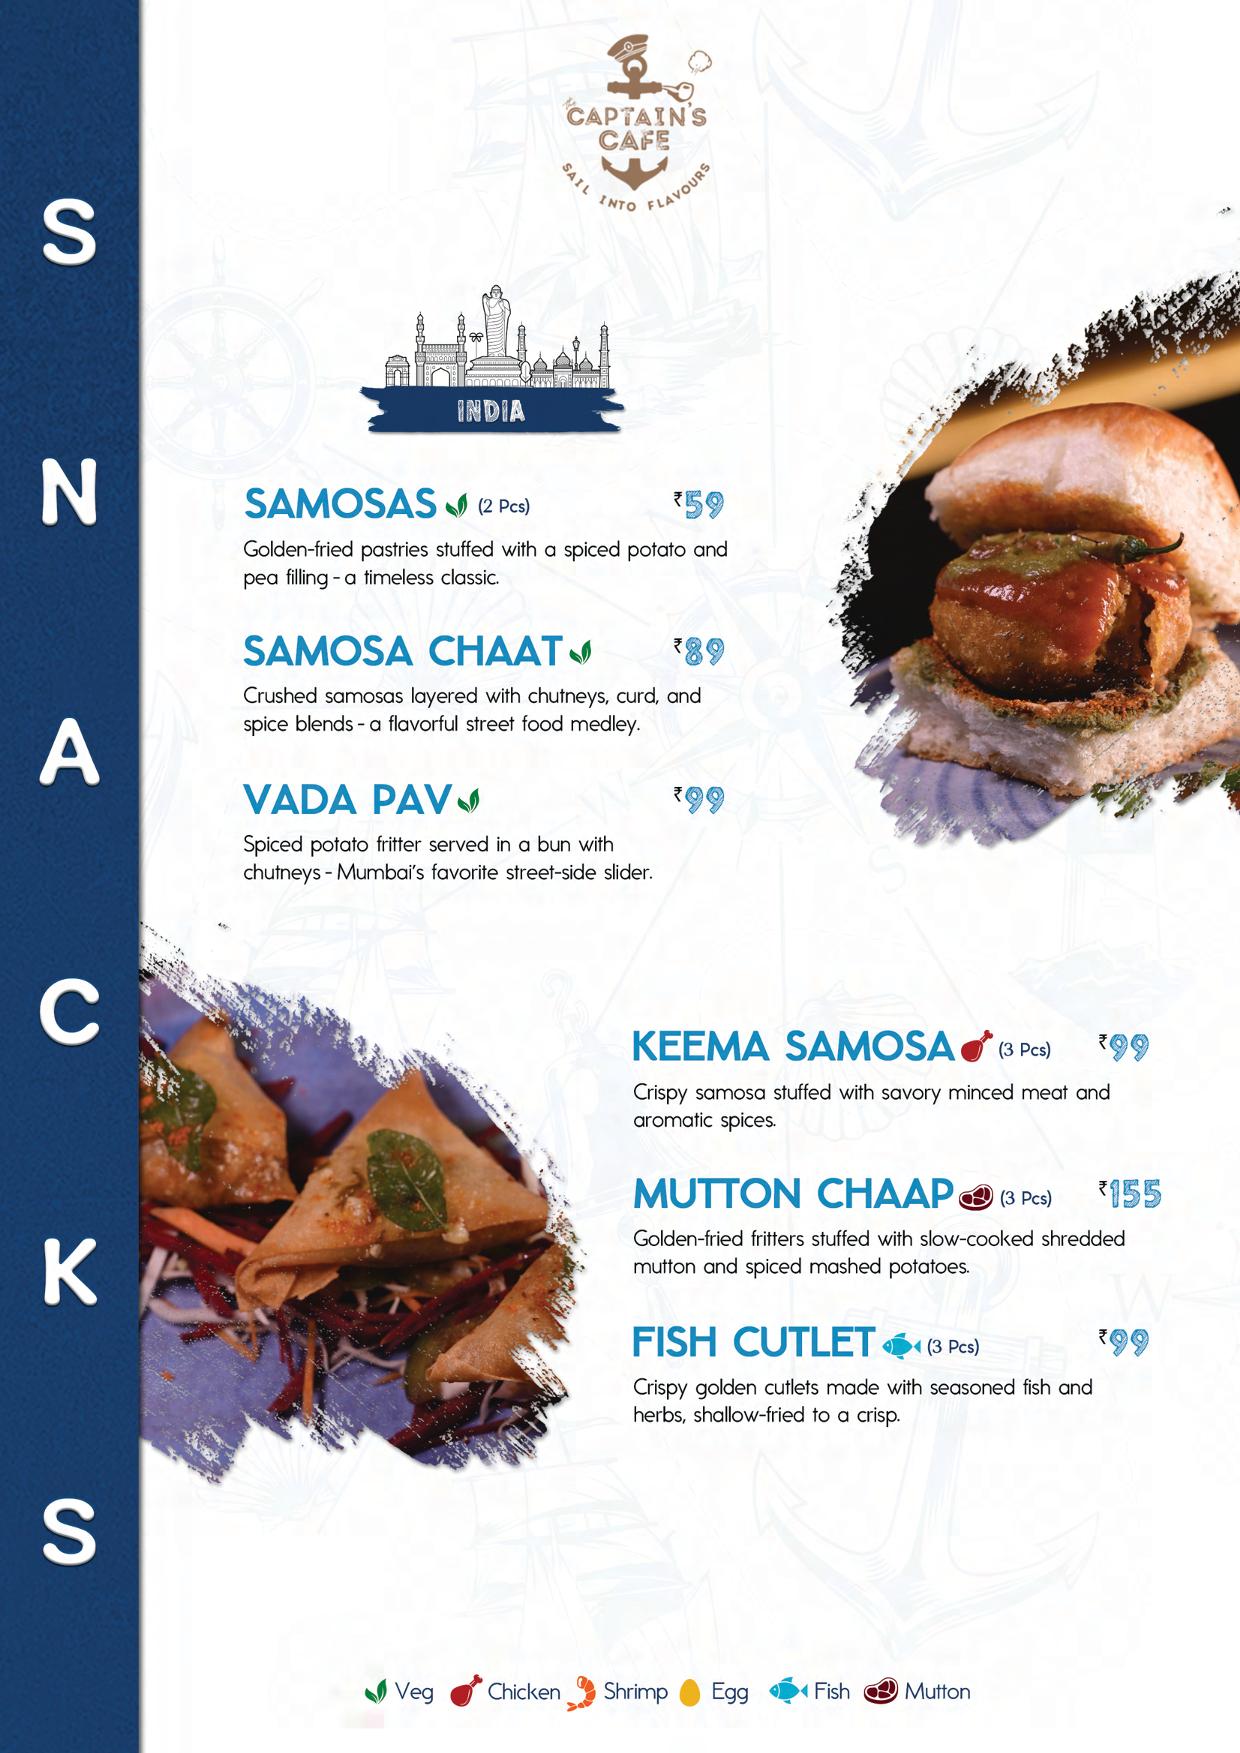 the
CAPTAIN'S
CAFE
SAIL INTO FLAVOURS
SNACKS
INDIA
SAMOSAS (2 Pcs) ₹59
Golden-fried pastries stuffed with a spiced potato and
pea filling - a timeless classic.
SAMOSA CHAAT ₹89
Crushed samosas layered with chutneys, curd, and
spice blends - a flavorful street food medley.
VADA PAV ₹99
Spiced potato fritter served in a bun with
chutneys - Mumbai's favorite street-side slider.
KEEMA SAMOSA (3 Pcs) ₹99
Crispy samosa stuffed with savory minced meat and
aromatic spices.
MUTTON CHAAP (3 Pcs) ₹155
Golden-fried fritters stuffed with slow-cooked shredded
mutton and spiced mashed potatoes.
FISH CUTLET (3 Pcs) ₹99
Crispy golden cutlets made with seasoned fish and
herbs, shallow-fried to a crisp.
S
W
Veg Chicken Shrimp Egg Fish Mutton